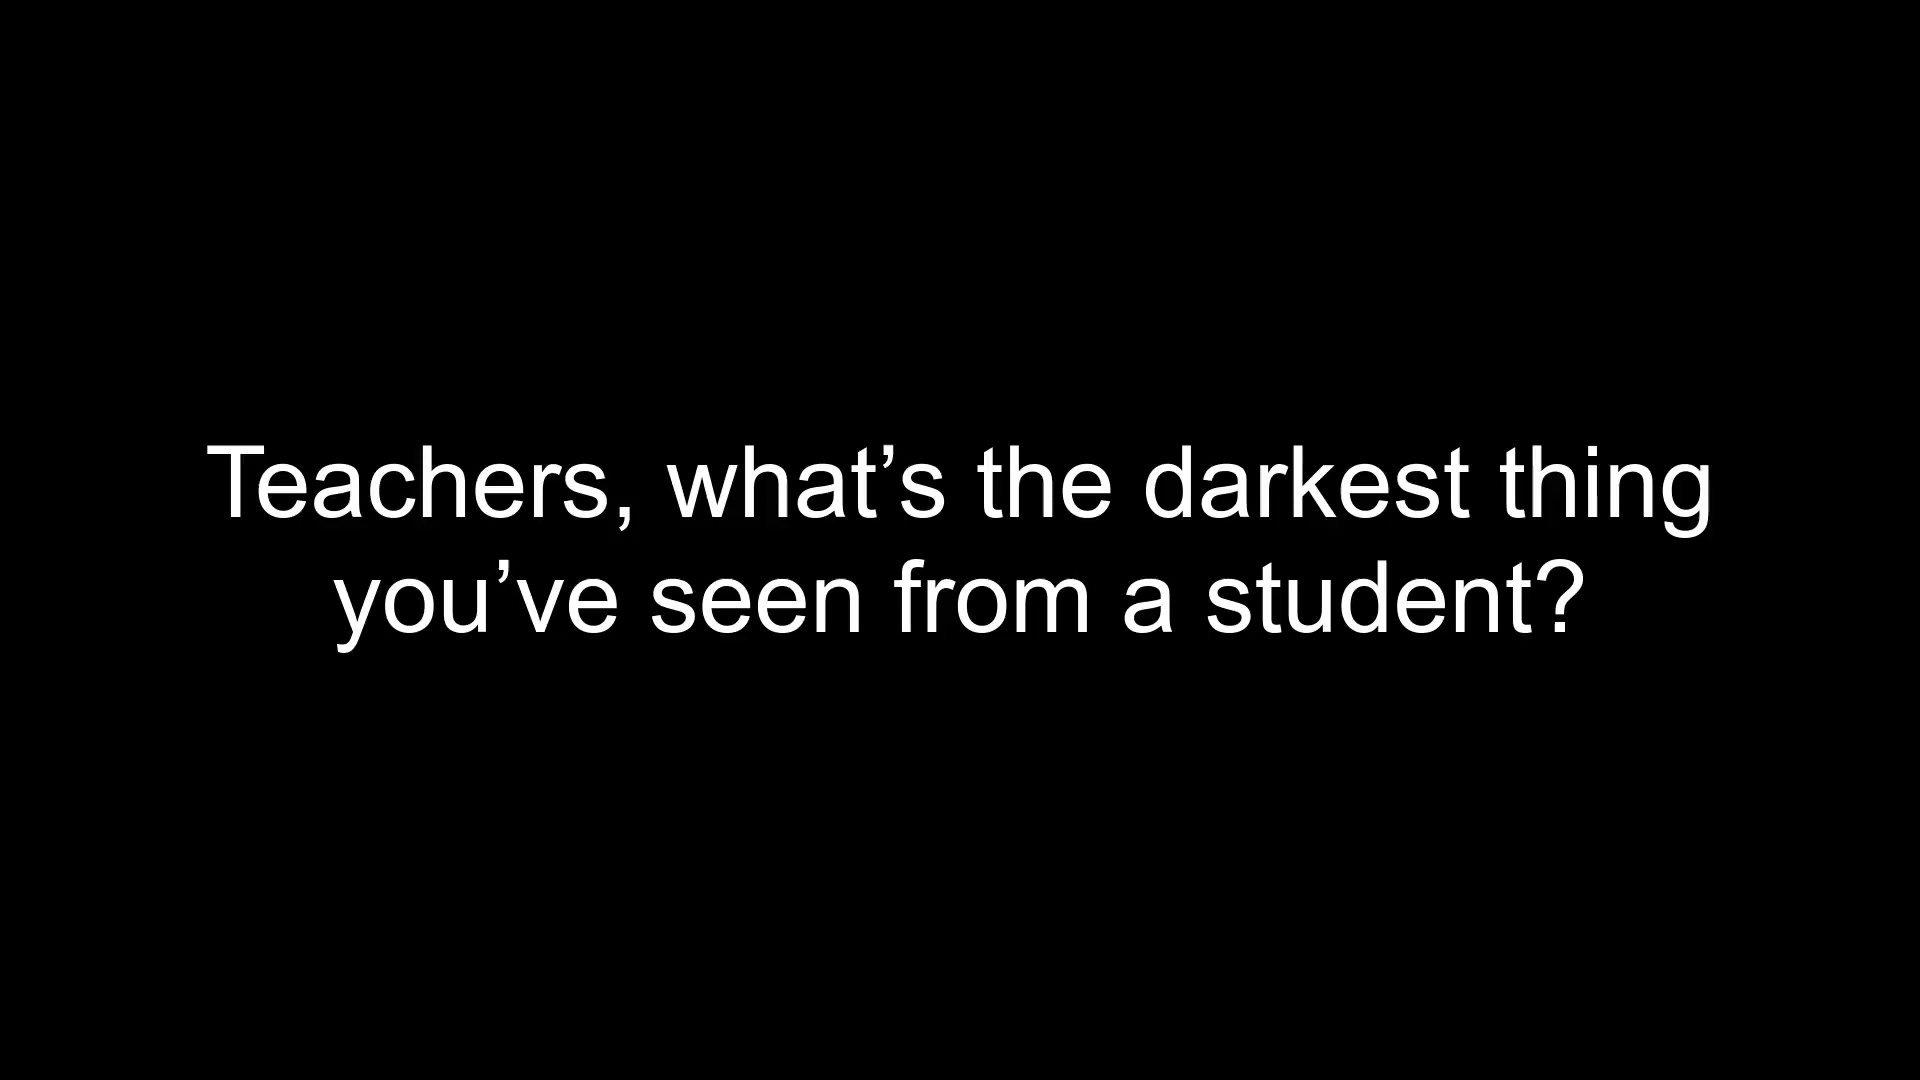 Teachers, what’s the darkest thing
you’ve seen from a student?